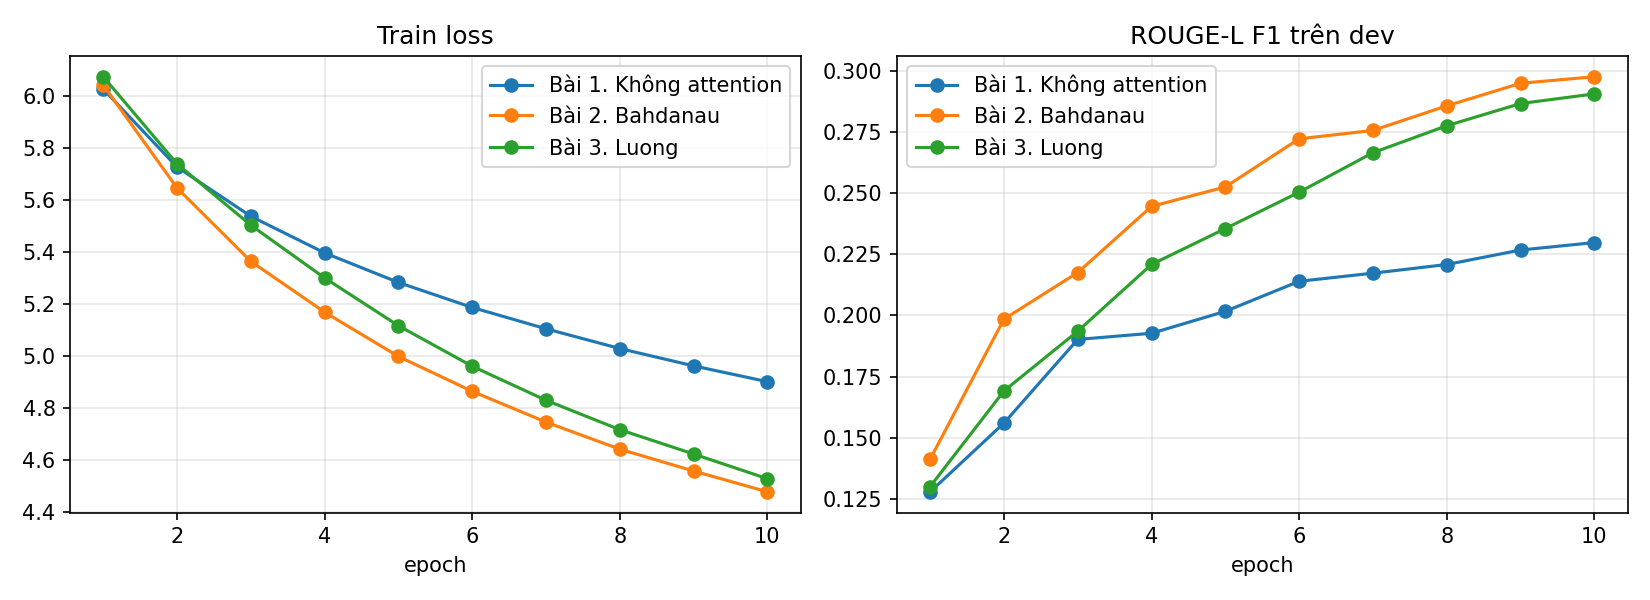 Train loss
Bài 1. Không attention
Bài 2. Bahdanau
Bài 3. Luong
6.0
5.8
5.6
5.4
5.2
5.0
4.8
4.6
4.4
2 4 6 8 10
epoch
ROUGE-L F1 trên dev
Bài 1. Không attention
Bài 2. Bahdanau
Bài 3. Luong
0.300
0.275
0.250
0.225
0.200
0.175
0.150
0.125
2 4 6 8 10
epoch